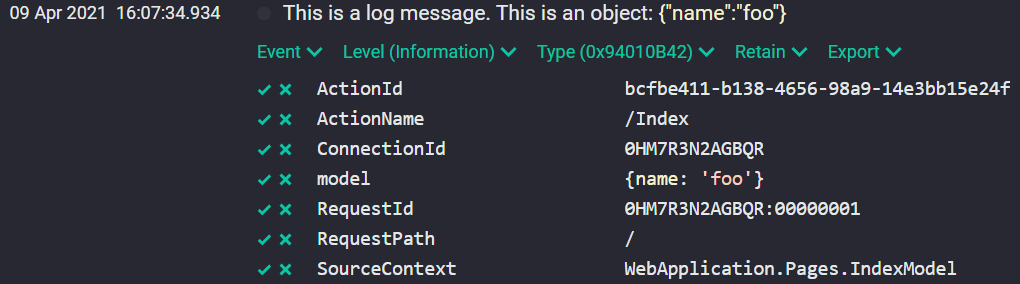 09 Apr 2021 16:07:34.934 This is a log message. This is an object: {"name":"foo"}
Event Level (Information) Type (0x94010B42) Retain Export
ActionId bcfbe411-b138-4656-98a9-14e3bb15e24f
ActionName /Index
ConnectionId 0HM7R3N2AGBQR
model {name: 'foo'}
RequestId 0HM7R3N2AGBQR:00000001
RequestPath /
SourceContext WebApplication.Pages.IndexModel